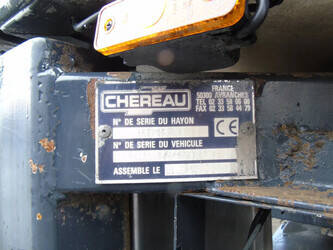 CHEREAU
FRANCE
50300 AVRANCHES
TEL 02 33 58 06 00
FAX 02 33 58 44 79
N° DE SERIE DU HAYON
CE
N° DE SERIE DU VEHICULE
ASSEMBLE LE